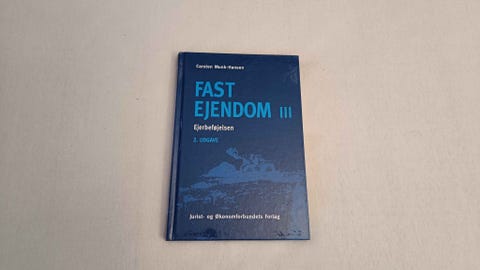 Carsten Munk-Hansen
FAST
EJENDOM III
Ejerbeføjelsen
2. UDGAVE
Jurist- og Økonomforbundets Forlag